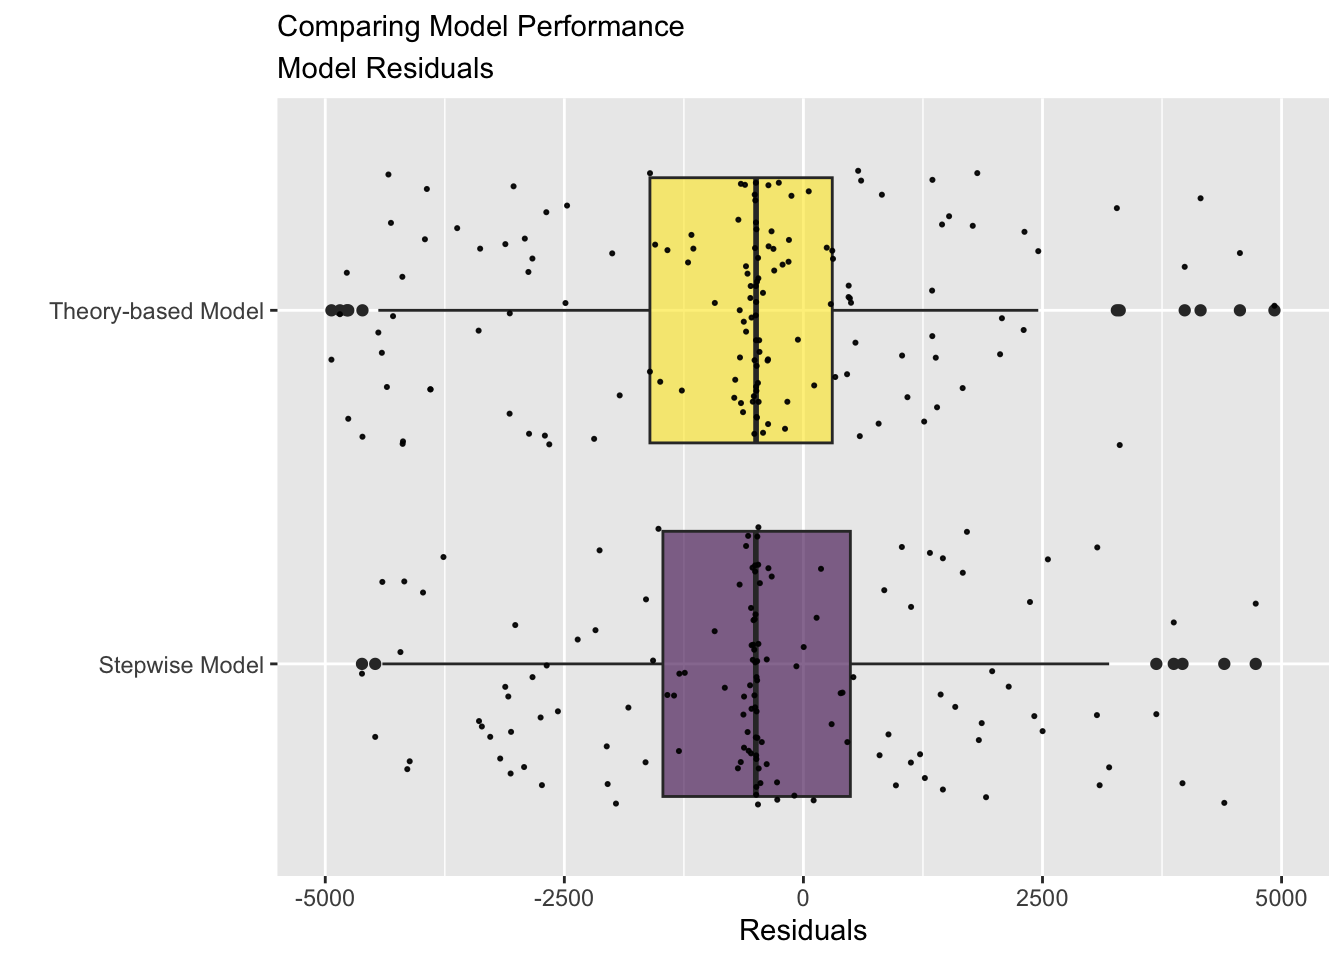 Comparing Model Performance
Model Residuals
Theory-based Model
Stepwise Model
-5000
-2500
0
2500
5000
Residuals